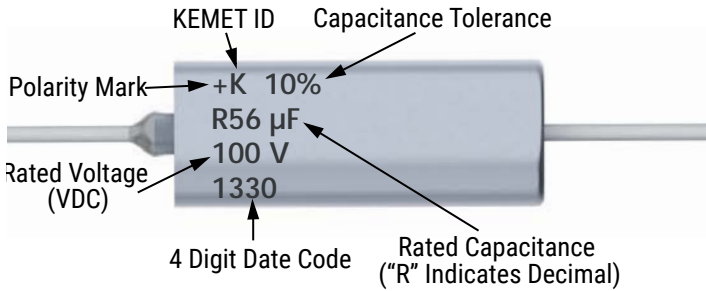 KEMET ID
Capacitance Tolerance
Polarity Mark
+K 10%
R56 µF
100 V
1330
Rated Voltage
(VDC)
4 Digit Date Code
Rated Capacitance
("R" Indicates Decimal)